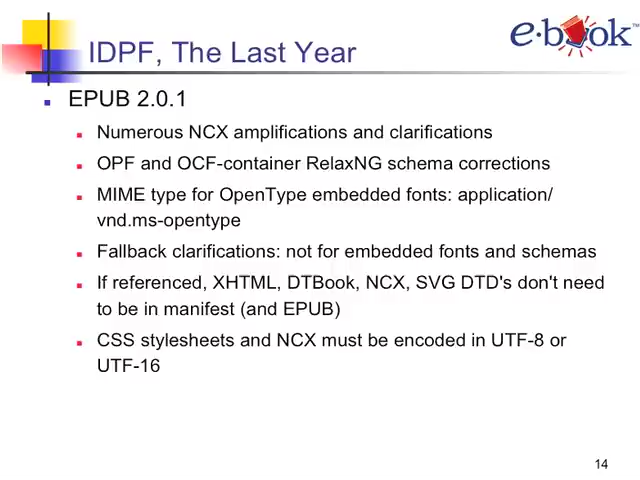 IDPF, The Last Year
e·book™
EPUB 2.0.1
Numerous NCX amplifications and clarifications
OPF and OCF-container RelaxNG schema corrections
MIME type for OpenType embedded fonts: application/
vnd.ms-opentype
Fallback clarifications: not for embedded fonts and schemas
If referenced, XHTML, DTBook, NCX, SVG DTD's don't need
to be in manifest (and EPUB)
CSS stylesheets and NCX must be encoded in UTF-8 or
UTF-16
14